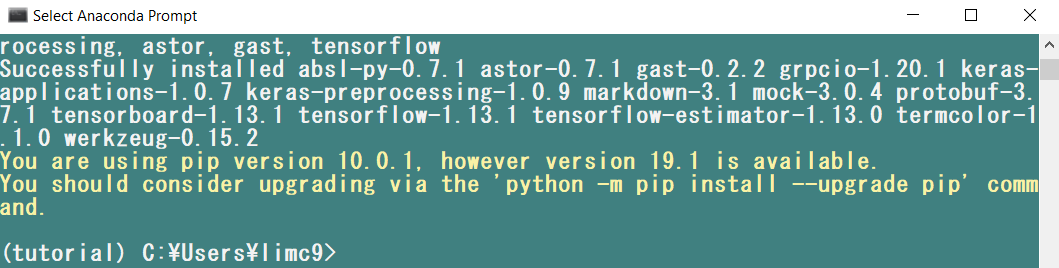 Select Anaconda Prompt
rocessing, astor, gast, tensorflow
Successfully installed absl-py-0.7.1 astor-0.7.1 gast-0.2.2 grpcio-1.20.1 keras-
applications-1.0.7 keras-preprocessing-1.0.9 markdown-3.1 mock-3.0.4 protobuf-3.
7.1 tensorboard-1.13.1 tensorflow-1.13.1 tensorflow-estimator-1.13.0 termcolor-1
.1.0 werkzeug-0.15.2
You are using pip version 10.0.1, however version 19.1 is available.
You should consider upgrading via the 'python -m pip install --upgrade pip' comm
and.
(tutorial) C:¥Users¥limc9>